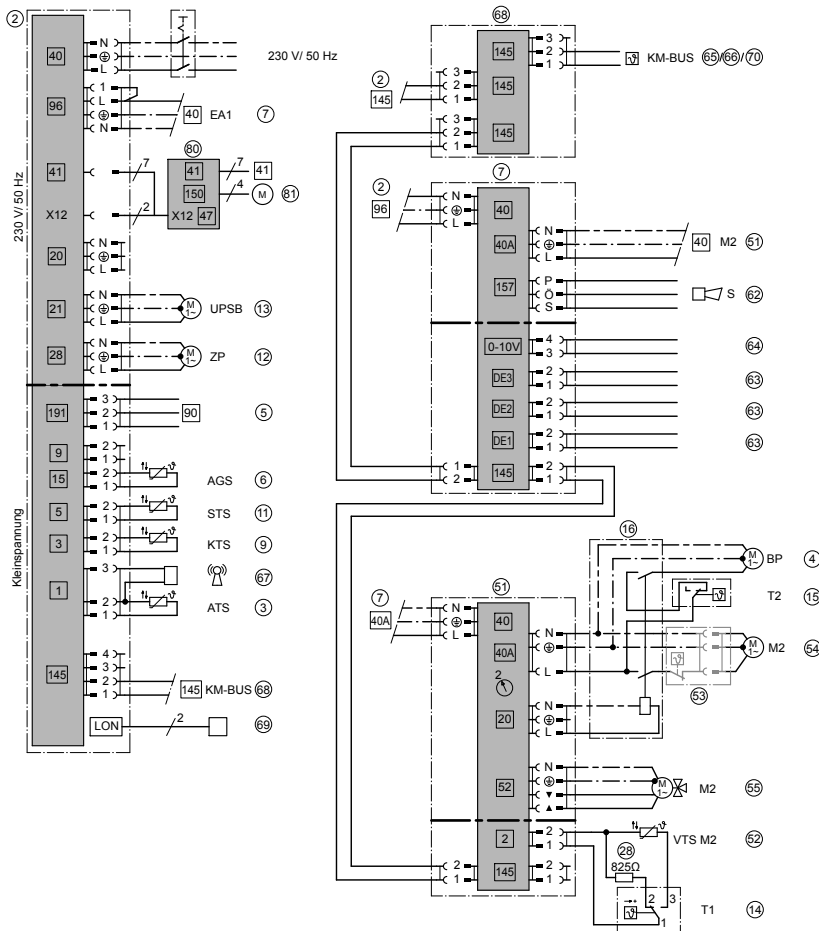 2
230 V/ 50 Hz
Kleinspannung
40
N
L
230 V/ 50 Hz
96
1
L
N
40 EA1 7
41
7
X12
2
80
41
150
X12 47
7 41
4 M 81
20
N
L
21
N
L
M
1~
UPSB 13
28
N
L
M
1~
ZP 12
191
3
2
1
90 5
9
2
1
15
2
1
ϑ
AGS 6
5
2
1
ϑ
STS 11
3
2
1
ϑ
KTS 9
1
3
67
2
1
ϑ
ATS 3
145
4
3
2
1
145 KM-BUS 68
LON 2 69
68
145
3
2
1
ϑ KM-BUS 65/66/70
2
145
3
2
1
145
3
2
1
145
7
2
96
N
L
40
40A
N
L
40 M2 51
157
P
Ö
S
S 62
0-10V
4
3
64
DE3
2
1
63
DE2
2
1
63
DE1
2
1
63
1
2
145
2
1
51
7
40A
N
L
40
40A
N
L
2
20
N
L
52
N
▼
▲
M
1~
M2 55
2
2
1
2
1
145
2
1
16
M
1~
BP 4
ϑ
T2 15
ϑ
53
M
1~
M2 54
ϑ
VTS M2 52
28
825Ω
2 3
ϑ
1
T1 14